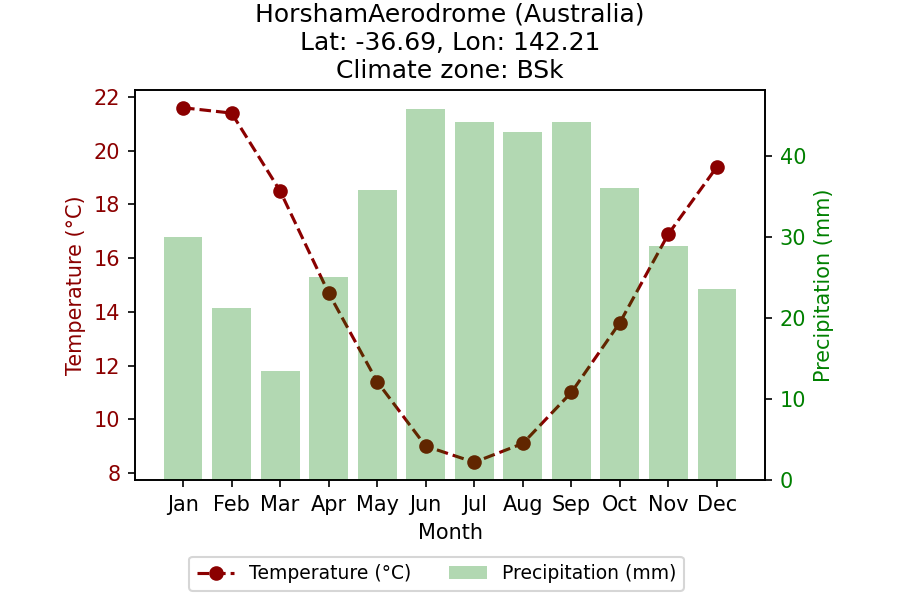 HorshamAerodrome (Australia)
Lat: -36.69, Lon: 142.21
Climate zone: BSk
22
20
18
16
14
12
10
8
Temperature (°C)
40
30
20
10
0
Precipitation (mm)
Jan Feb Mar Apr May Jun Jul Aug Sep Oct Nov Dec
Month
Temperature (°C) Precipitation (mm)